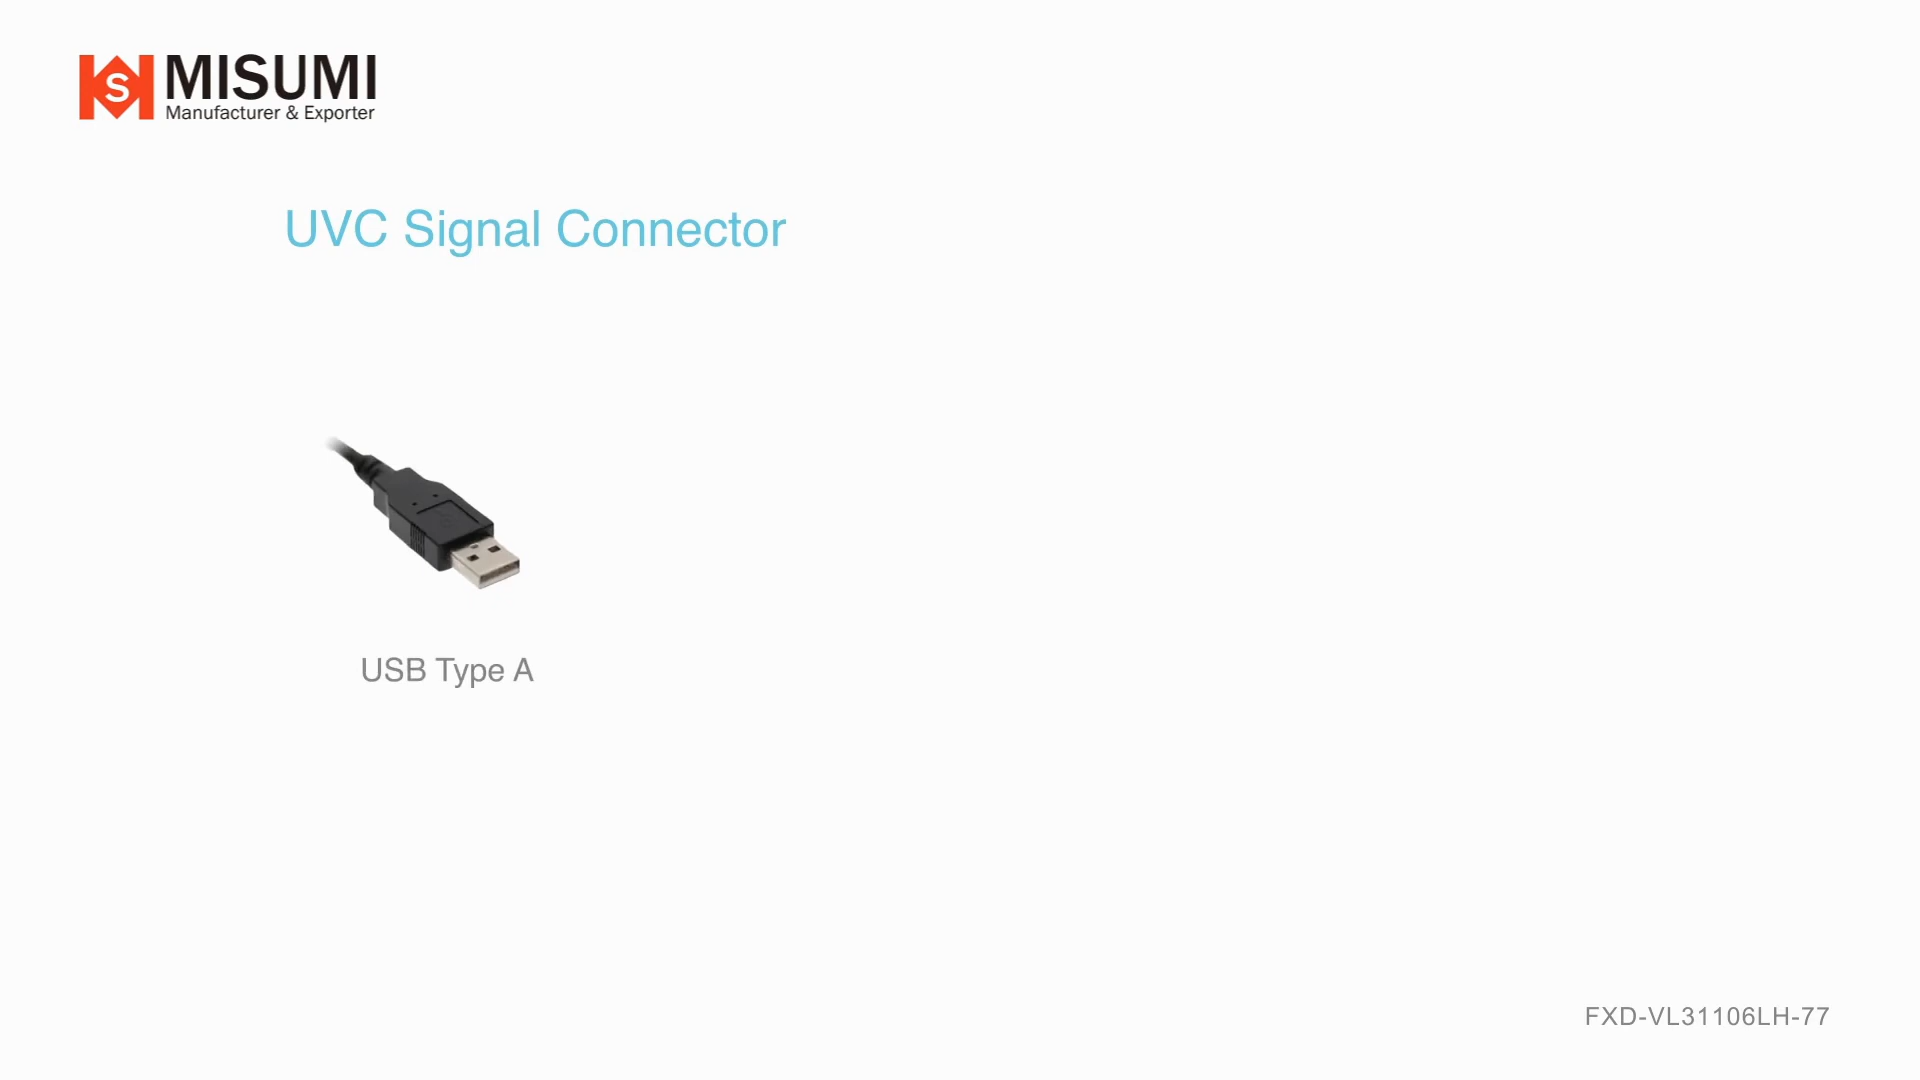 S
MISUMI
Manufacturer & Exporter
UVC Signal Connector
USB Type A
FXD-VL31106LH-77